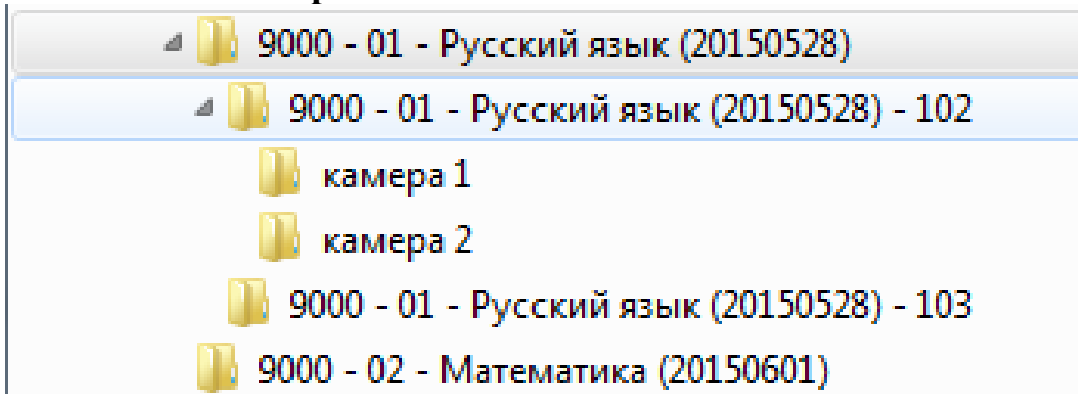 9000 - 01 - Русский язык (20150528)
9000 - 01 - Русский язык (20150528) - 102
камера 1
камера 2
9000 - 01 - Русский язык (20150528) - 103
9000 - 02 - Математика (20150601)